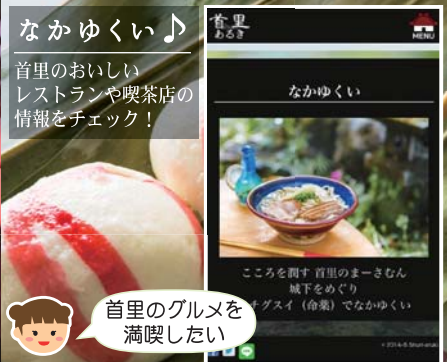 なかゆくい♪
首里のおいしい
レストランや喫茶店の
情報をチェック！
首里のグルメを
満喫したい
首里
あるき
MENU
なかゆくい
こころを潤す 首里のまーさむん
城下をめぐり
チグスイ（命薬）でなかゆくい